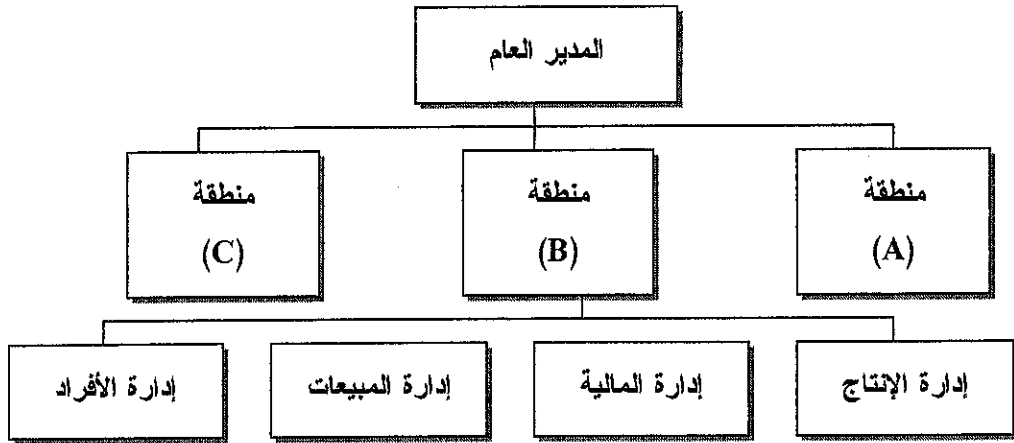 المدير العام
منطقة
(A)
منطقة
(B)
منطقة
(C)
إدارة الإنتاج
إدارة المالية
إدارة المبيعات
إدارة الأفراد